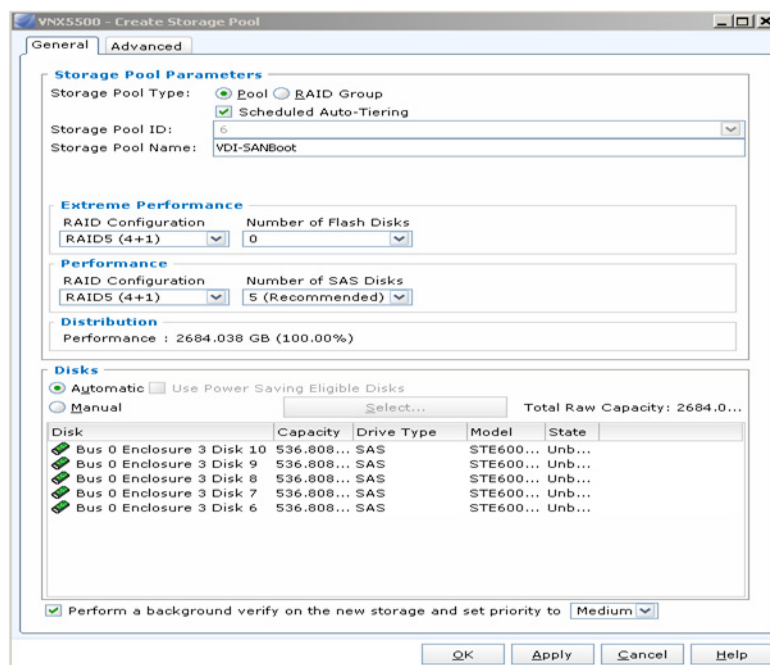 VNX5500 - Create Storage Pool
General Advanced
Storage Pool Parameters
Storage Pool Type: Pool RAID Group
Scheduled Auto-Tiering
Storage Pool ID: 6
Storage Pool Name: VDI-SANBoot
Extreme Performance
RAID Configuration Number of Flash Disks
RAID5 (4+1) 0
Performance
RAID Configuration Number of SAS Disks
RAID5 (4+1) 5 (Recommended)
Distribution
Performance : 2684.038 GB (100.00%)
Disks
Automatic Use Power Saving Eligible Disks
Manual Select... Total Raw Capacity: 2684.0...
Disk Capacity Drive Type Model State
Bus 0 Enclosure 3 Disk 10 536.808... SAS STE600... Unb...
Bus 0 Enclosure 3 Disk 9 536.808... SAS STE600... Unb...
Bus 0 Enclosure 3 Disk 8 536.808... SAS STE600... Unb...
Bus 0 Enclosure 3 Disk 7 536.808... SAS STE600... Unb...
Bus 0 Enclosure 3 Disk 6 536.808... SAS STE600... Unb...
Perform a background verify on the new storage and set priority to Medium
OK Apply Cancel Help